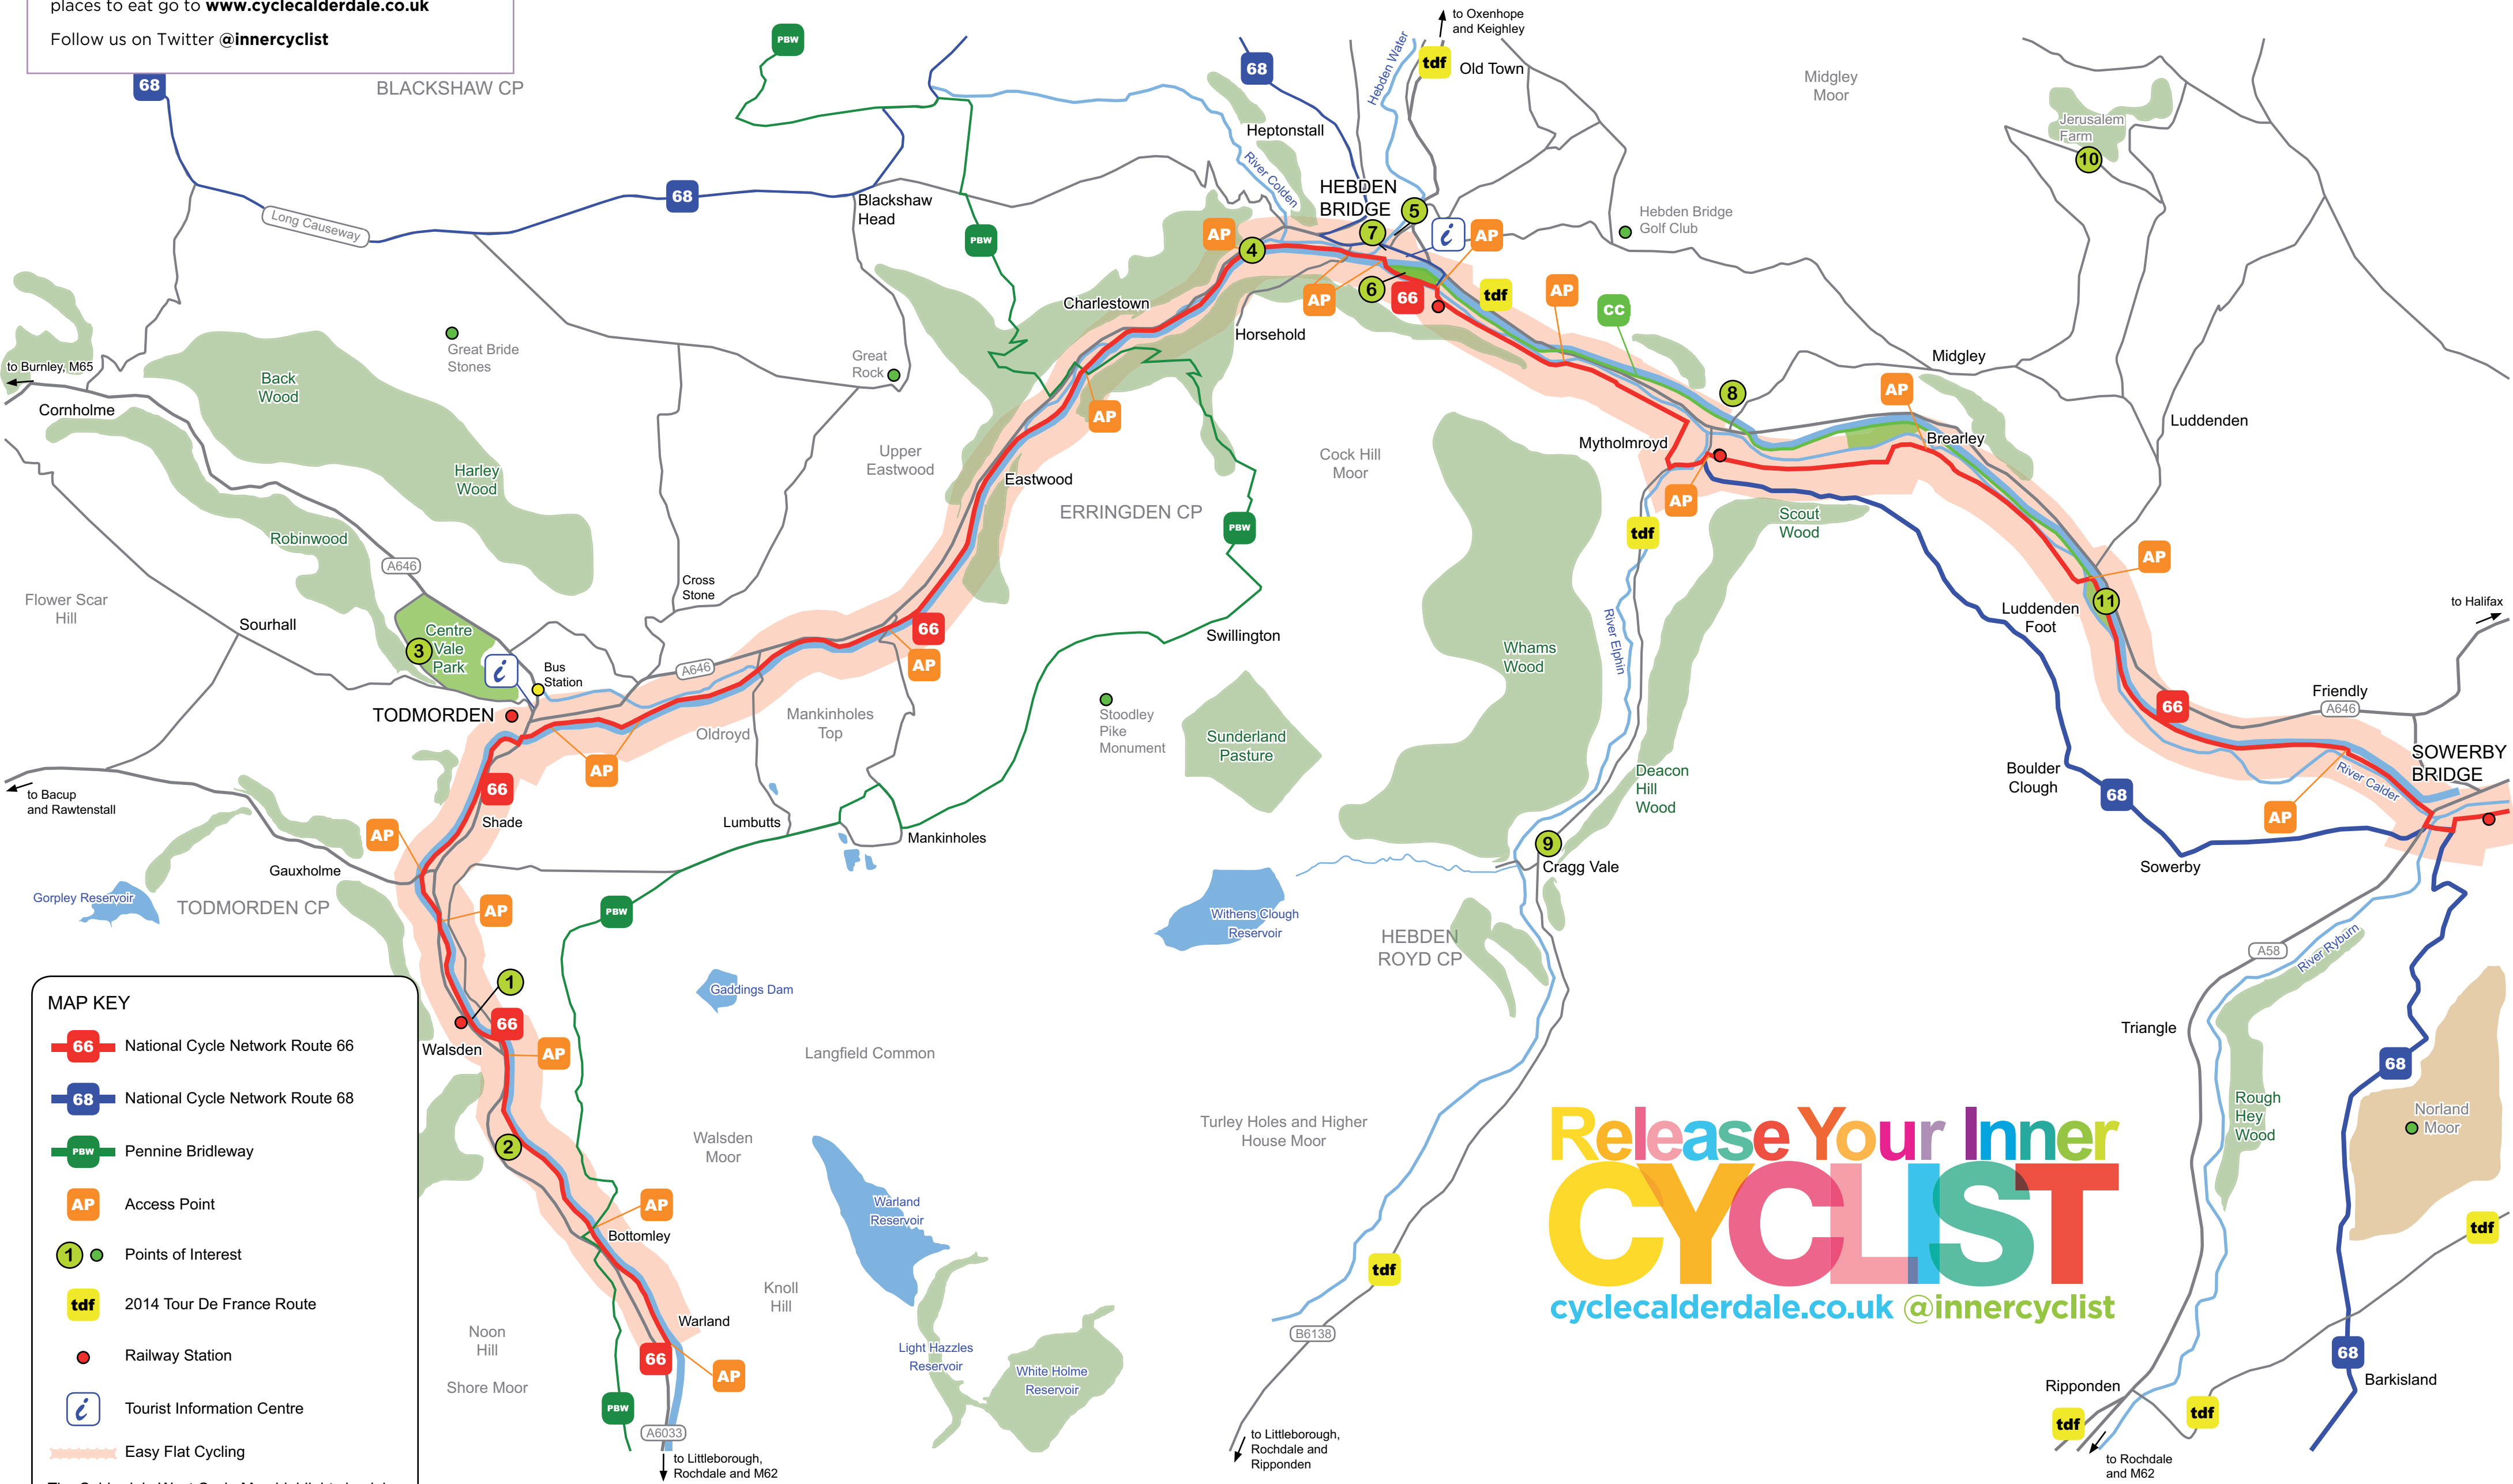 places to eat go to www.cyclecalderdale.co.uk
Follow us on Twitter @innercyclist
68
BLACKSHAW CP
PBW
68
Hebden Water
to Oxenhope
and Keighley
tdf
Old Town
Midgley
Moor
Jerusalem
Farm
10
Heptonstall
River Colden
HEBDEN
BRIDGE
5
7
i
AP
Hebden Bridge
Golf Club
Long Causeway
68
Blackshaw
Head
PBW
AP
4
AP
6
66
tdf
AP
CC
Charlestown
Horsehold
Great Bride
Stones
Great
Rock
to Burnley, M65
Cornholme
Back
Wood
AP
8
Midgley
AP
Brearley
Luddenden
Mytholmroyd
Cock Hill
Moor
Upper
Eastwood
Harley
Wood
Eastwood
ERRINGDEN CP
PBW
AP
tdf
Scout
Wood
Robinwood
A646
Cross
Stone
AP
11
Luddenden
Foot
to Halifax
Flower Scar
Hill
Sourhall
Centre
Vale
Park
3
i
Bus
Station
TODMORDEN
66
AP
A646
Swillington
River Elphin
Whams
Wood
Oldroyd
Mankinholes
Top
Stoodley
Pike
Monument
Sunderland
Pasture
Deacon
Hill
Wood
Friendly
A646
66
SOWERBY
BRIDGE
River Calder
Boulder
Clough
68
AP
Sowerby
AP
66
Shade
to Bacup
and Rawtenstall
AP
Lumbutts
Mankinholes
9
Cragg Vale
Gauxholme
Gorpley Reservoir
TODMORDEN CP
AP
PBW
Withens Clough
Reservoir
HEBDEN
ROYD CP
A58
River Ryburn
1
66
Gaddings Dam
Walsden
AP
Langfield Common
Triangle
68
2
Walsden
Moor
Turley Holes and Higher
House Moor
Rough
Hey
Wood
Norland
Moor
AP
Bottomley
Warland
Reservoir
tdf
tdf
Knoll
Hill
Warland
Noon
Hill
66
AP
Light Hazzles
Reservoir
White Holme
Reservoir
B6138
Shore Moor
PBW
A6033
to Littleborough,
Rochdale and M62
to Littleborough,
Rochdale and
Ripponden
68
Barkisland
Ripponden
tdf
tdf
to Rochdale
and M62
Release Your Inner
CYCLIST
cyclecalderdale.co.uk @innercyclist
MAP KEY
66 National Cycle Network Route 66
68 National Cycle Network Route 68
PBW Pennine Bridleway
AP Access Point
1 Points of Interest
tdf 2014 Tour De France Route
Railway Station
i Tourist Information Centre
Easy Flat Cycling